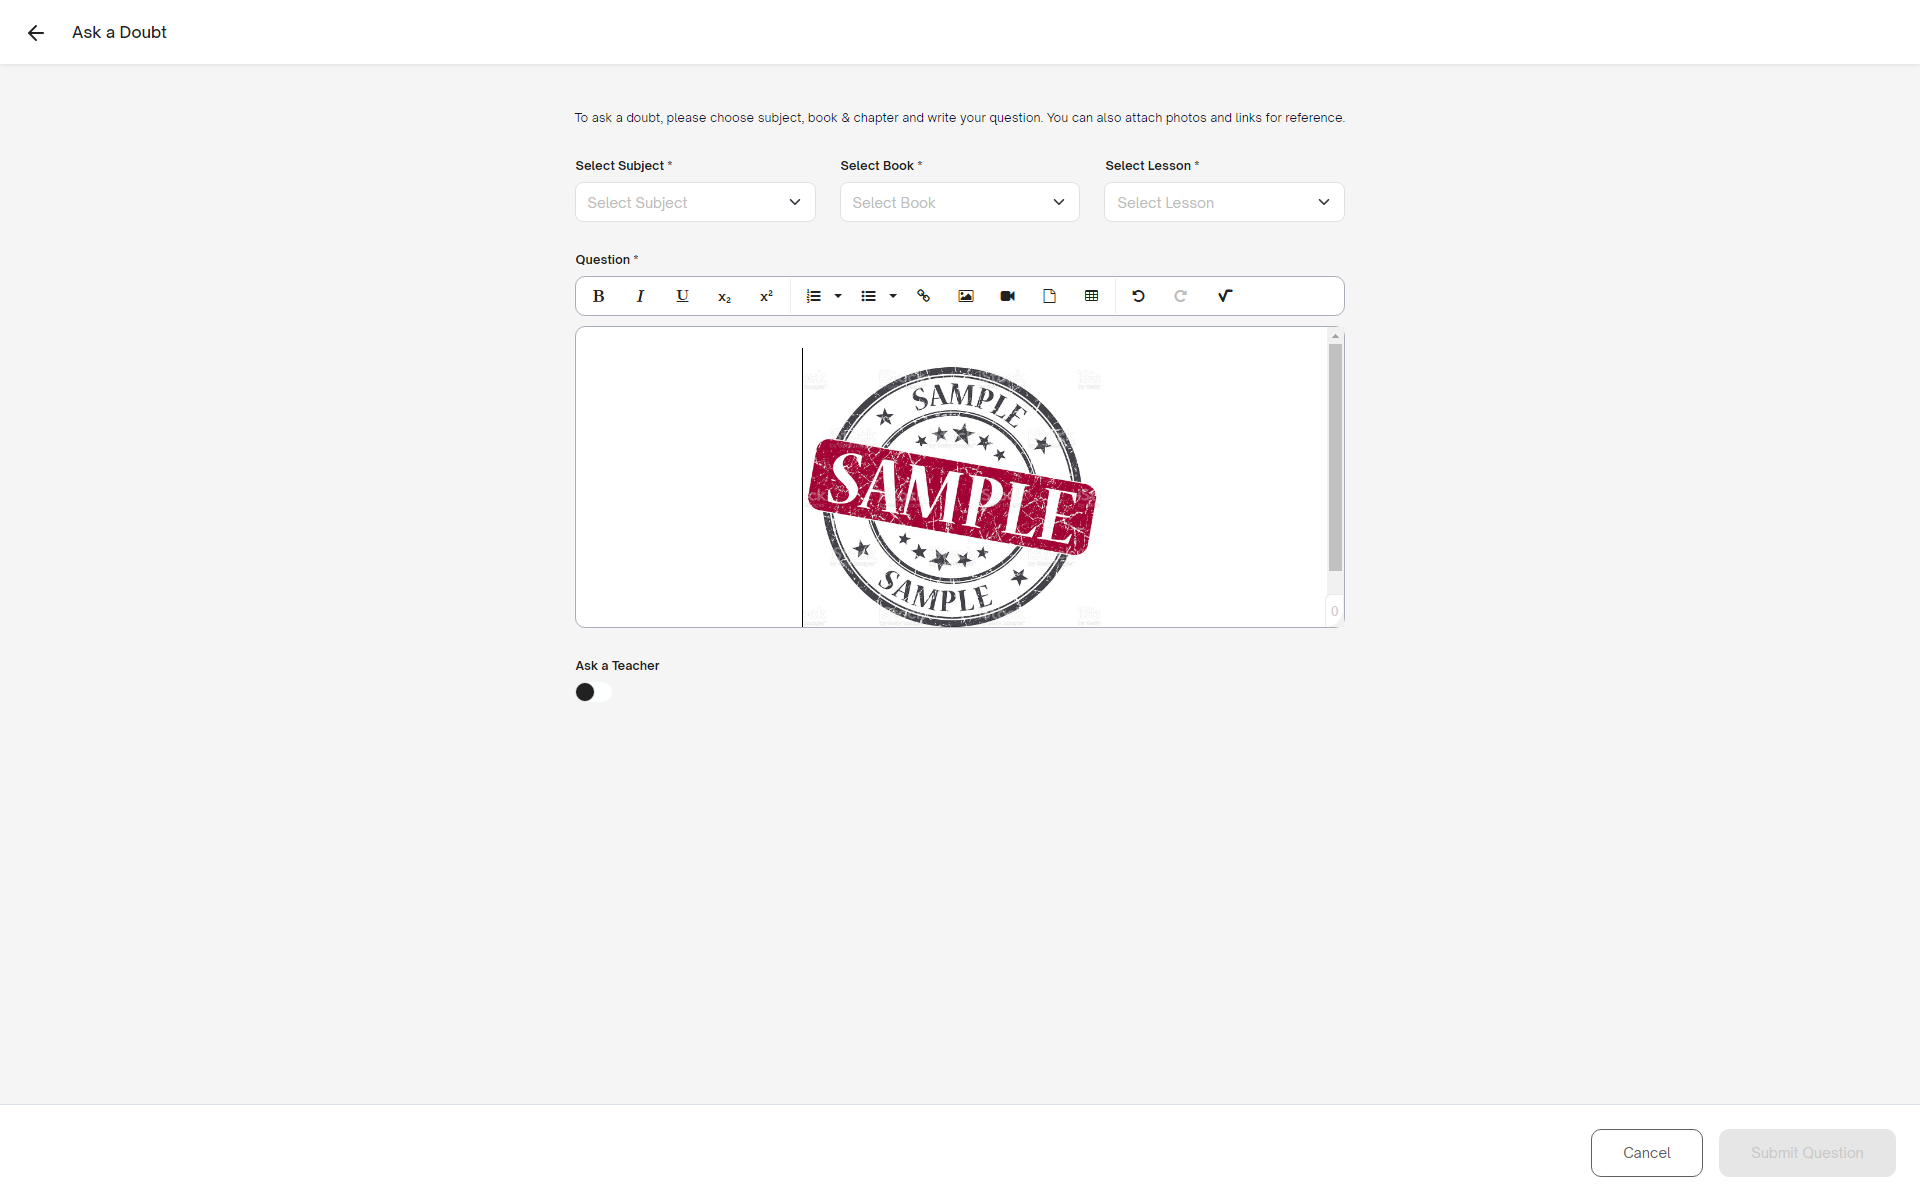 Ask a Doubt
To ask a doubt, please choose subject, book & chapter and write your question. You can also attach photos and links for reference.
Select Subject * Select Book * Select Lesson *
Select Subject Select Book Select Lesson
Question *
B I U x₂ x²
SAMPLE
SAMPLE
SAMPLE
0
Ask a Teacher
Cancel Submit Question